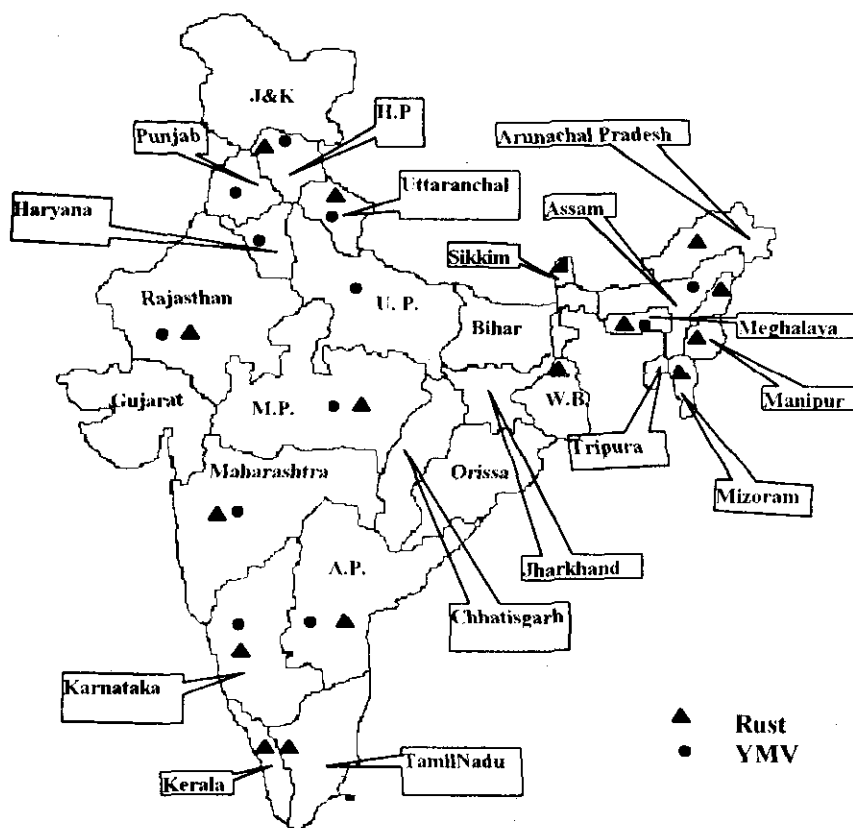 J&K
H.P
Punjab
Arunachal Pradesh
Uttaranchal
Haryana
Assam
Sikkim
Rajasthan
U. P.
Bihar
Meghalaya
Gujarat
M.P.
W.B.
Manipur
Tripura
Maharashtra
Orissa
Mizoram
A.P.
Jharkhand
Chhatisgarh
Karnataka
Rust
YMV
TamilNadu
Kerala